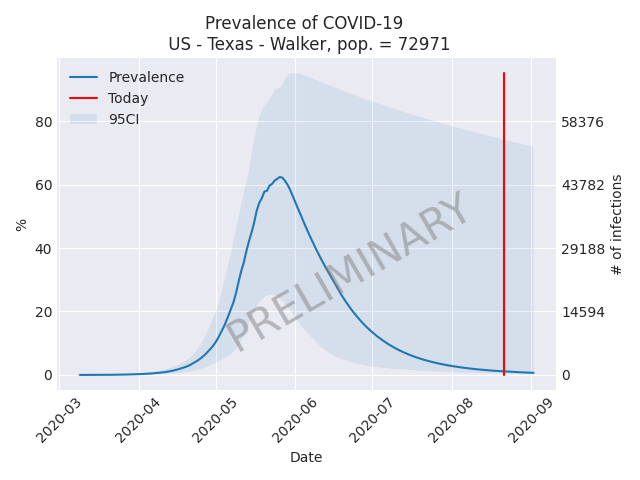 Prevalence of COVID-19
US - Texas - Walker, pop. = 72971
Prevalence
Today
95CI
80
60
40
20
0
%
58376
43782
29188
14594
0
# of infections
PRELIMINARY
2020-03
2020-04
2020-05
2020-06
2020-07
2020-08
2020-09
Date